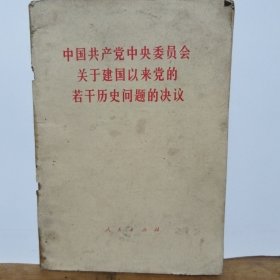 中国共产党中央委员会
关于建国以来党的
若干历史问题的决议
人民出版社